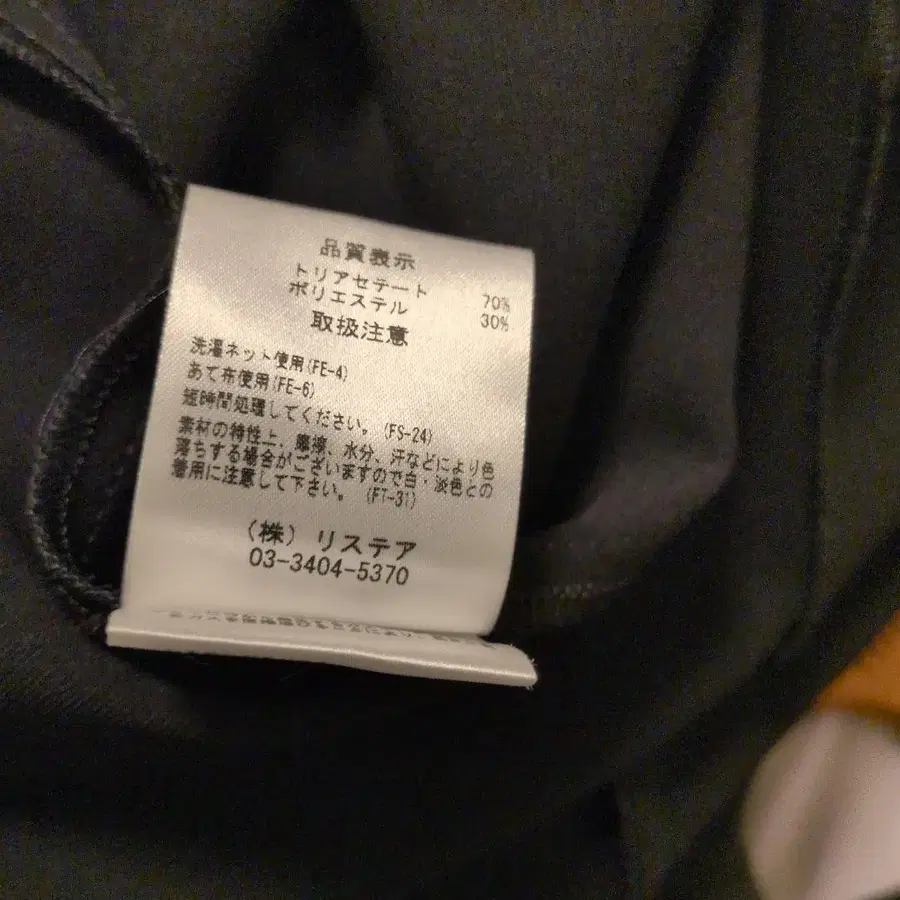 品質表示
トリアセテート 70%
ポリエステル 30%
取扱注意
洗濯ネット使用(FE-4)
あて布使用(FE-6)
短時間処理してください。(FS-24)
素材の特性上、摩擦、水分、汗などにより色
落ちする場合がございますので白・淡色との
着用に注意して下さい。(FT-31)
(株) リステア
03-3404-5370